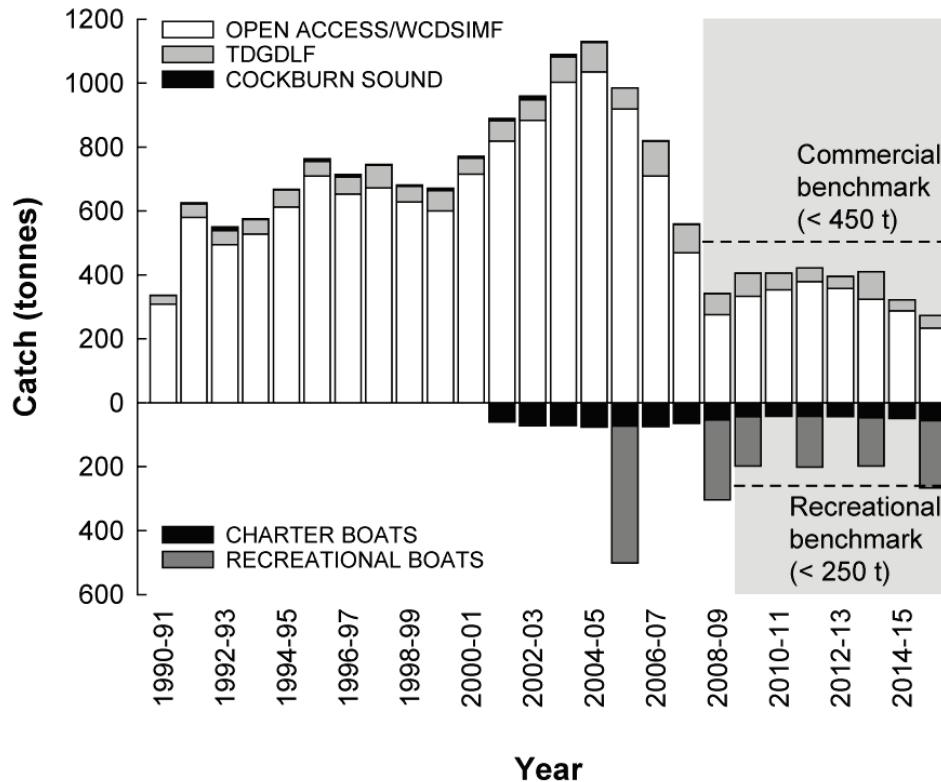 1200
1000
800
600
400
200
0
200
400
600
Catch (tonnes)
OPEN ACCESS/WCDSIMF
TDGDLF
COCKBURN SOUND
Commercial
benchmark
(< 450 t)
CHARTER BOATS
RECREATIONAL BOATS
Recreational
benchmark
(< 250 t)
1990-91
1992-93
1994-95
1996-97
1998-99
2000-01
2002-03
2004-05
2006-07
2008-09
2010-11
2012-13
2014-15
Year